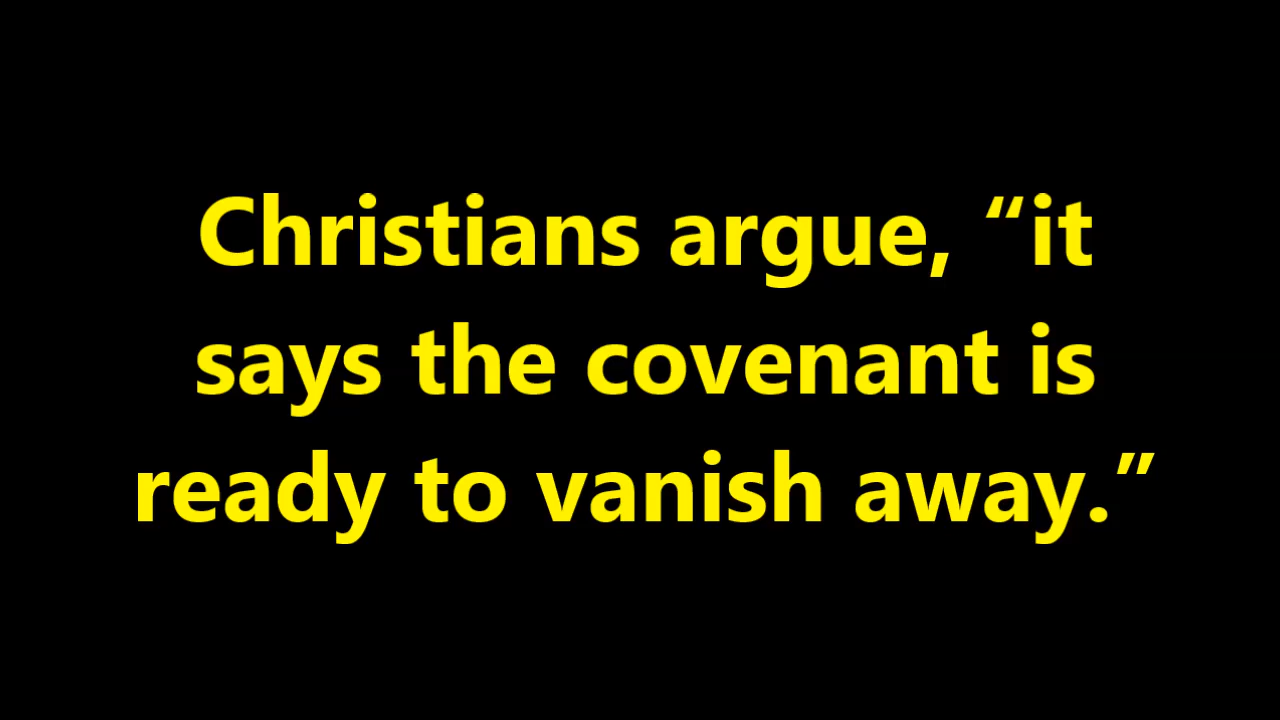 Christians argue, “it
says the covenant is
ready to vanish away.”